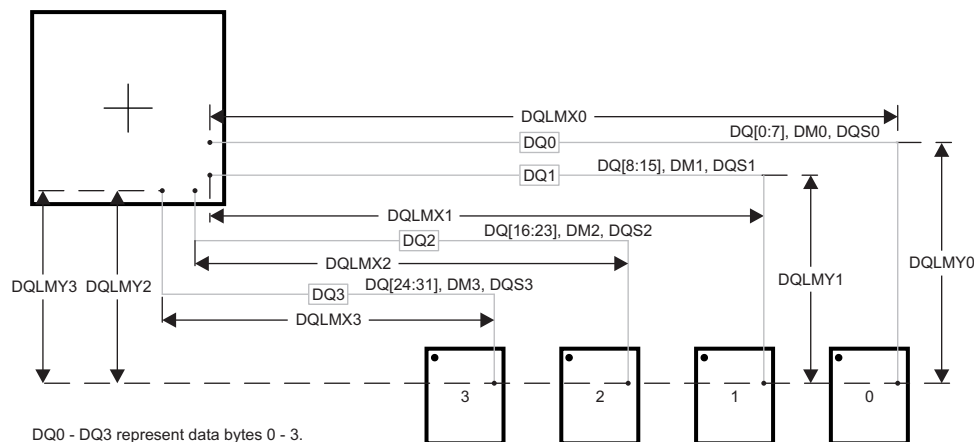 DQLMX0
DQ[0:7], DM0, DQS0
DQ0
DQ[8:15], DM1, DQS1
DQ1
DQLMX1
DQ[16:23], DM2, DQS2
DQ2
DQLMX2
DQLMY0
DQLMY1
DQLMY3
DQLMY2
DQ[24:31], DM3, DQS3
DQ3
DQLMX3
3
2
1
0
DQ0 - DQ3 represent data bytes 0 - 3.